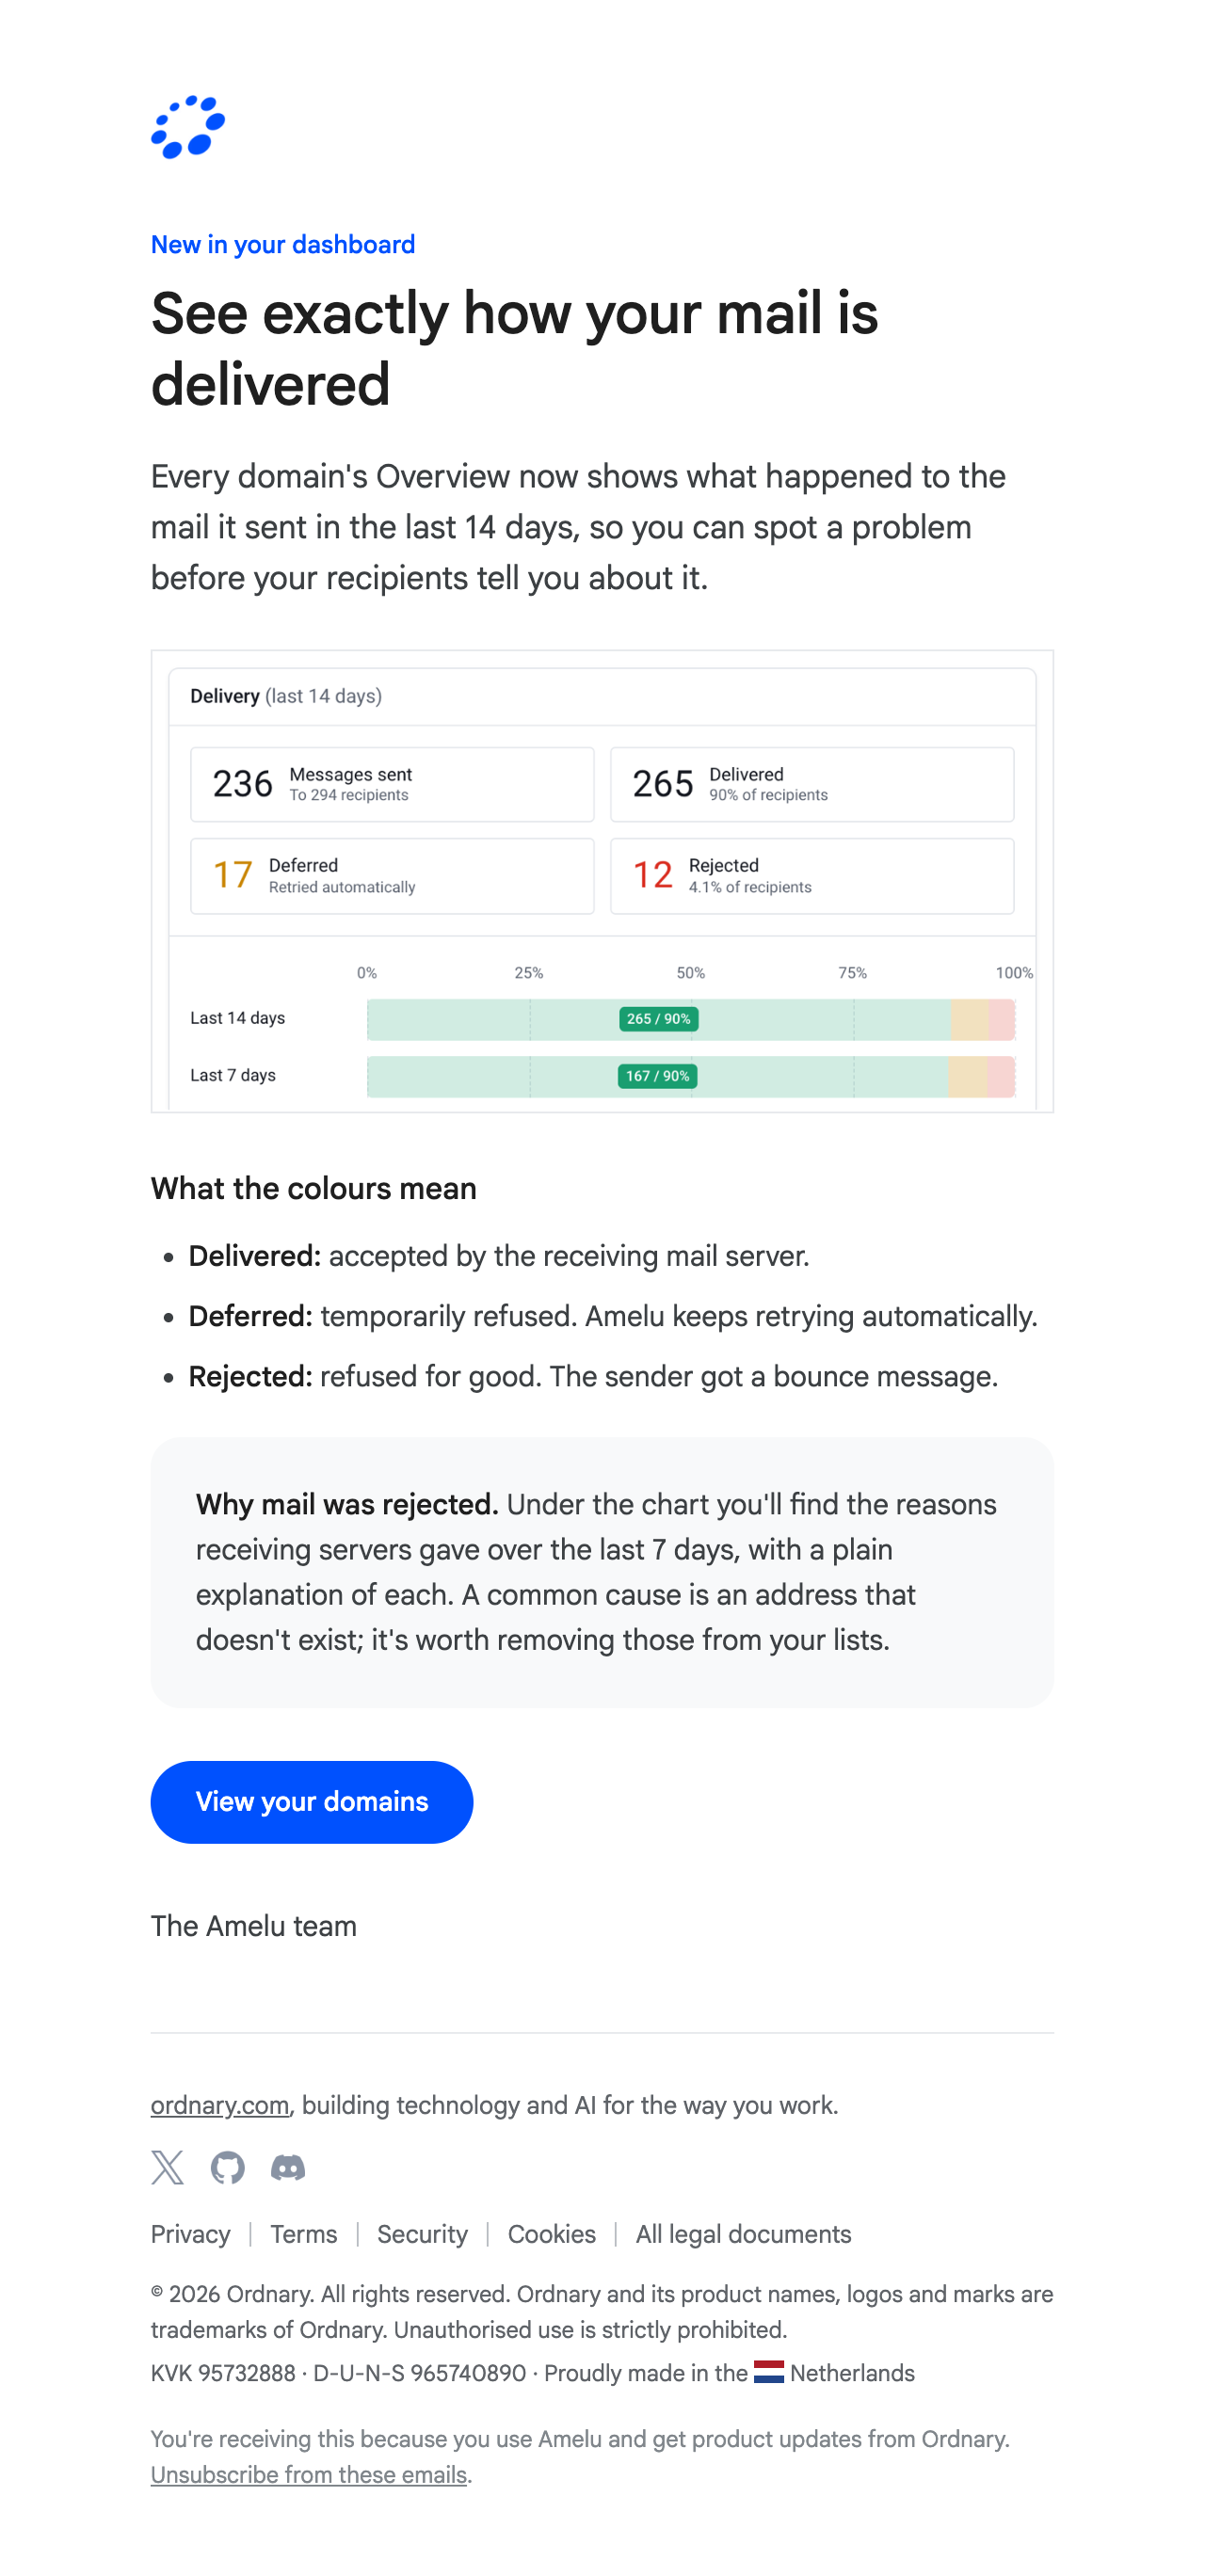 New in your dashboard
See exactly how your mail is
delivered
Every domain's Overview now shows what happened to the
mail it sent in the last 14 days, so you can spot a problem
before your recipients tell you about it.
Delivery (last 14 days)
236 Messages sent
To 294 recipients
265 Delivered
90% of recipients
17 Deferred
Retried automatically
12 Rejected
4.1% of recipients
0% 25% 50% 75% 100%
Last 14 days 265 / 90%
Last 7 days 167 / 90%
What the colours mean
• Delivered: accepted by the receiving mail server.
• Deferred: temporarily refused. Amelu keeps retrying automatically.
• Rejected: refused for good. The sender got a bounce message.
Why mail was rejected. Under the chart you'll find the reasons
receiving servers gave over the last 7 days, with a plain
explanation of each. A common cause is an address that
doesn't exist; it's worth removing those from your lists.
View your domains
The Amelu team
ordnary.com, building technology and AI for the way you work.
Privacy | Terms | Security | Cookies | All legal documents
© 2026 Ordnary. All rights reserved. Ordnary and its product names, logos and marks are
trademarks of Ordnary. Unauthorised use is strictly prohibited.
KVK 95732888 · D-U-N-S 965740890 · Proudly made in the Netherlands
You're receiving this because you use Amelu and get product updates from Ordnary.
Unsubscribe from these emails.